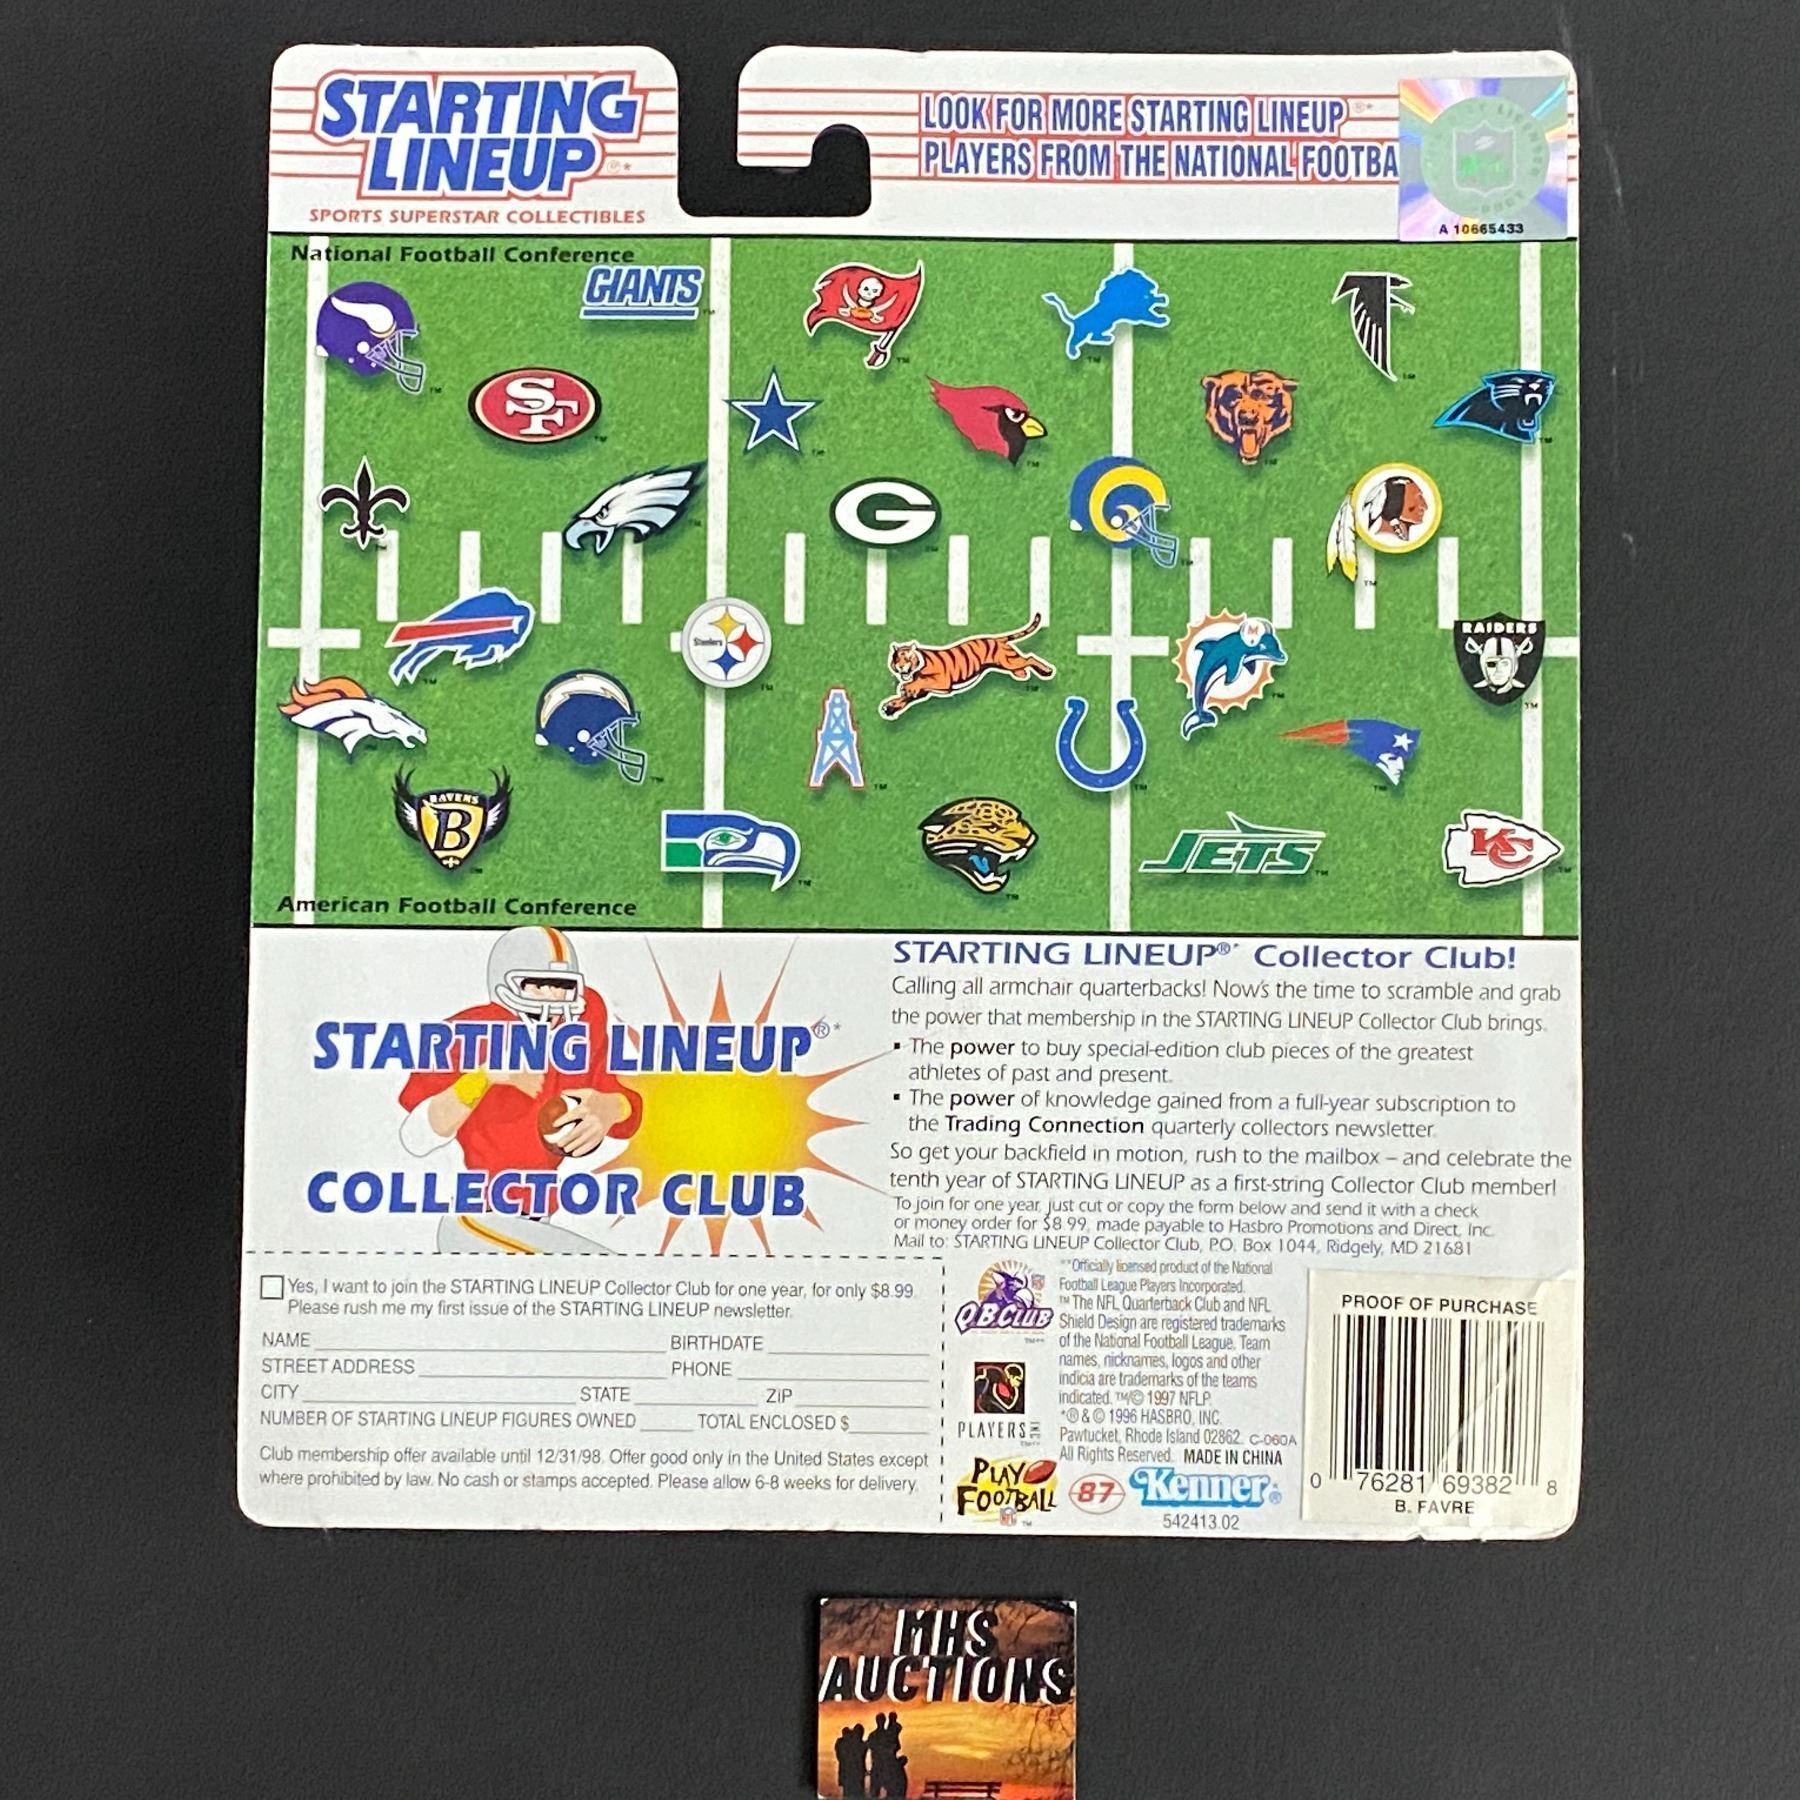 STARTING
LINEUP®*
SPORTS SUPERSTAR COLLECTIBLES
LOOK FOR MORE STARTING LINEUP®*
PLAYERS FROM THE NATIONAL FOOTBA
A 10665433
National Football Conference
GIANTS
SF
G
Steelers
M
RAIDERS
RAVENS
B
JETS
KC
American Football Conference
STARTING LINEUP®*
COLLECTOR CLUB
STARTING LINEUP®* Collector Club!
Calling all armchair quarterbacks! Now's the time to scramble and grab
the power that membership in the STARTING LINEUP Collector Club brings.
▪ The power to buy special-edition club pieces of the greatest
athletes of past and present.
▪ The power of knowledge gained from a full-year subscription to
the Trading Connection quarterly collectors newsletter.
So get your backfield in motion, rush to the mailbox – and celebrate the
tenth year of STARTING LINEUP as a first-string Collector Club member!
To join for one year, just cut or copy the form below and send it with a check
or money order for $8.99, made payable to Hasbro Promotions and Direct, Inc.
Mail to: STARTING LINEUP Collector Club, P.O. Box 1044, Ridgely, MD 21681
Yes, I want to join the STARTING LINEUP Collector Club for one year, for only $8.99.
Please rush me my first issue of the STARTING LINEUP newsletter.
NAME BIRTHDATE
STREET ADDRESS PHONE
CITY STATE ZIP
NUMBER OF STARTING LINEUP FIGURES OWNED TOTAL ENCLOSED $
Club membership offer available until 12/31/98. Offer good only in the United States except
where prohibited by law. No cash or stamps accepted. Please allow 6-8 weeks for delivery.
QB CLUB
PLAYERS INC
PLAY
FOOTBALL
**Officially licensed product of the National
Football League Players Incorporated.
™ The NFL Quarterback Club and NFL
Shield Design are registered trademarks
of the National Football League. Team
names, nicknames, logos and other
indicia are trademarks of the teams
indicated. ™/© 1997 NFLP.
*® & © 1996 HASBRO, INC.
Pawtucket, Rhode Island 02862. C-060A
All Rights Reserved. MADE IN CHINA
87 Kenner®
542413.02
PROOF OF PURCHASE
0 76281 69382 8
B. FAVRE
MHS
AUCTIONS